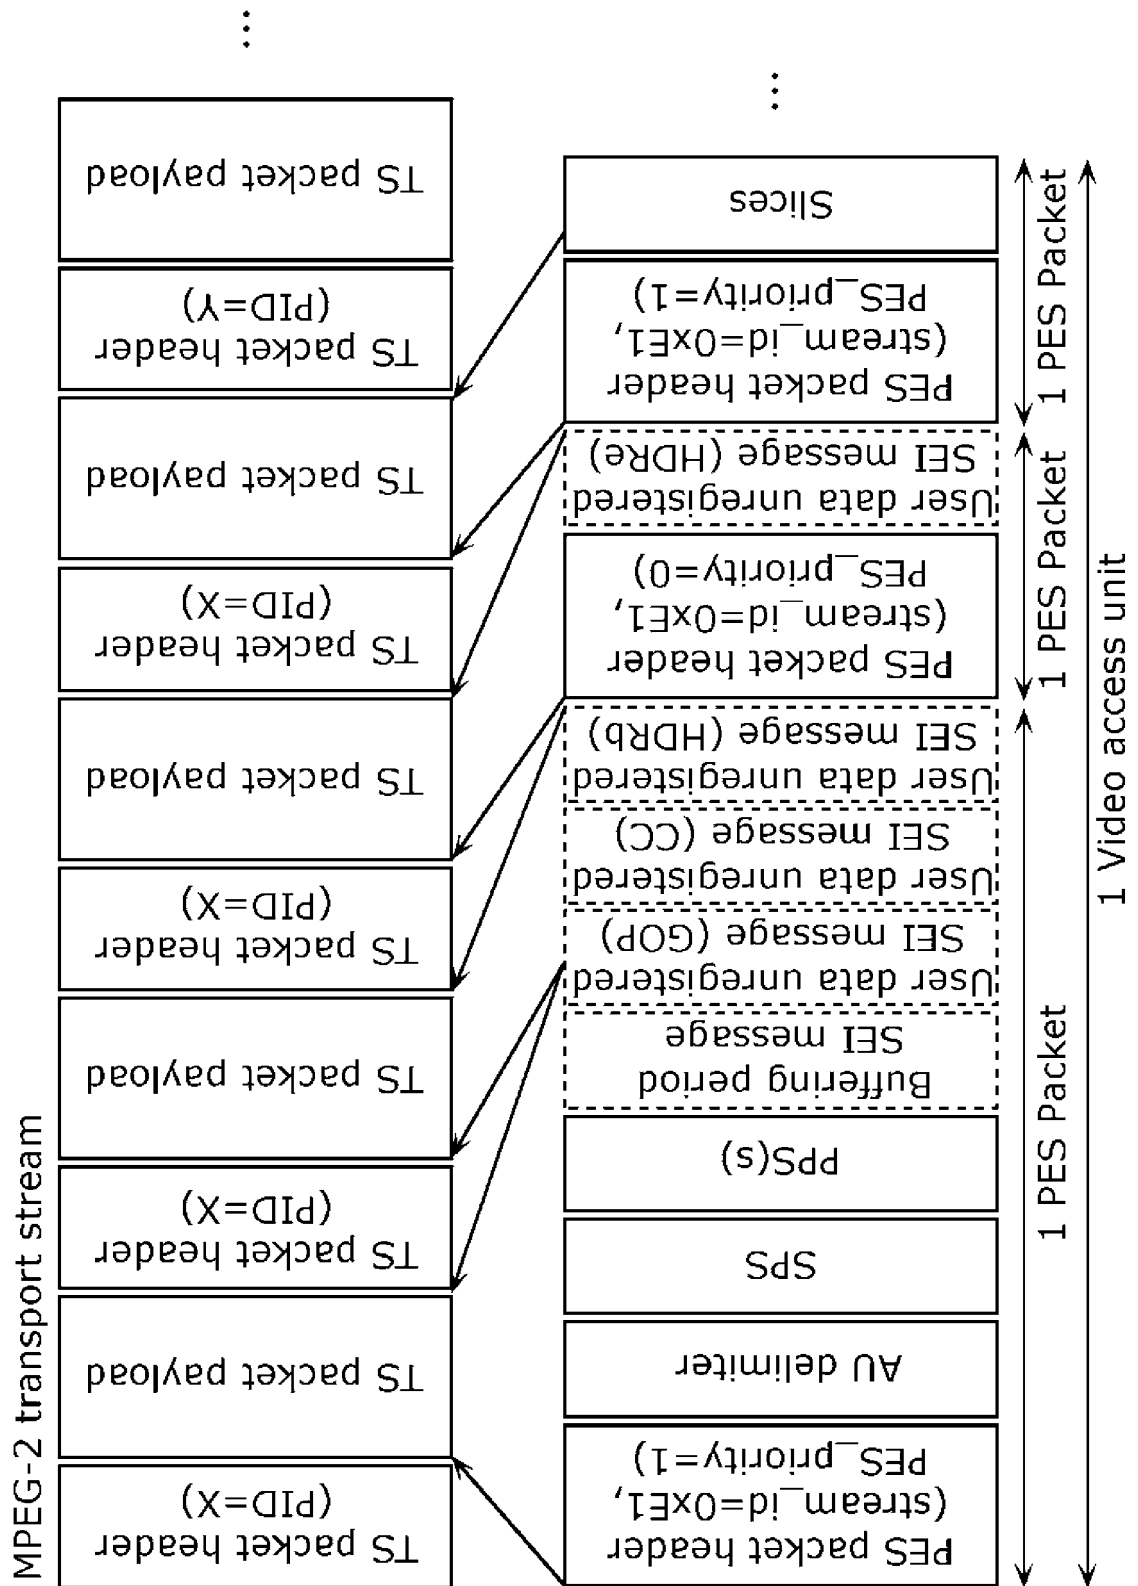 1 Video access unit
1 PES Packet
1 PES Packet
1 PES Packet
PES packet header
(stream_id=0xE1,
PES_priority=1)
AU delimiter
SPS
PPS(s)
Buffering period
SEI message
User data unregistered
SEI message (GOP)
User data unregistered
SEI message (CC)
User data unregistered
SEI message (HDRb)
PES packet header
(stream_id=0xE1,
PES_priority=0)
User data unregistered
SEI message (HDRe)
PES packet header
(stream_id=0xE1,
PES_priority=1)
Slices
...
MPEG-2 transport stream
TS packet header
(PID=X)
TS packet payload
TS packet header
(PID=X)
TS packet payload
TS packet header
(PID=X)
TS packet payload
TS packet header
(PID=X)
TS packet payload
TS packet header
(PID=Y)
TS packet payload
...